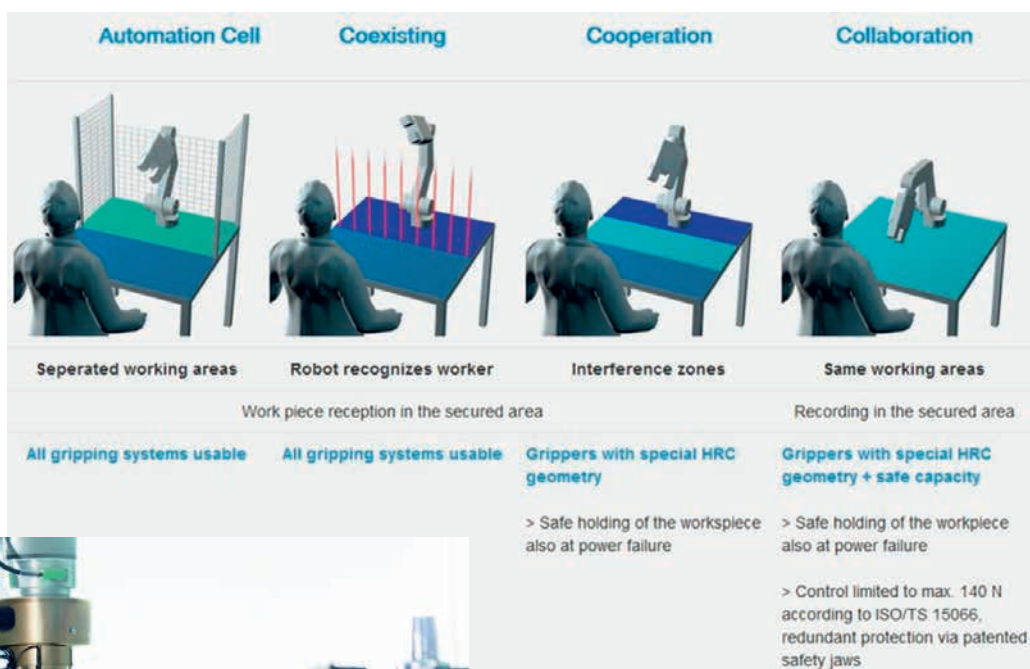 Automation Cell
Coexisting
Cooperation
Collaboration
Seperated working areas
Robot recognizes worker
Interference zones
Same working areas
Work piece reception in the secured area
Recording in the secured area
All gripping systems usable
All gripping systems usable
Grippers with special HRC
geometry
> Safe holding of the workspiece
also at power failure
Grippers with special HRC
geometry + safe capacity
> Safe holding of the workpiece
also at power failure
> Control limited to max. 140 N
according to ISO/TS 15066,
redundant protection via patented
safety jaws